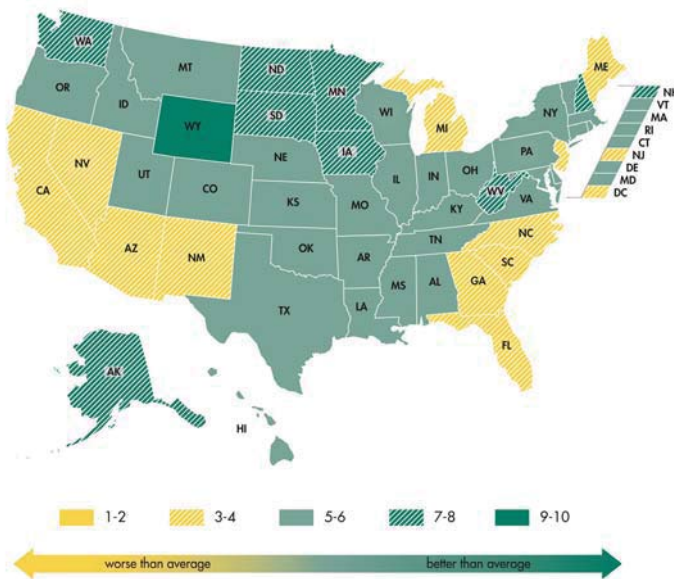 WA
ND
MN
ME
MT
OR
ID
SD
WI
NY
NH
VT
MA
RI
CT
NJ
DE
MD
DC
WY
MI
IA
PA
NE
NV
UT
CO
IL
IN
OH
WV
VA
CA
KS
MO
KY
NC
TN
AZ
NM
OK
AR
SC
MS
AL
GA
TX
LA
FL
AK
HI
1-2 3-4 5-6 7-8 9-10
worse than average better than average